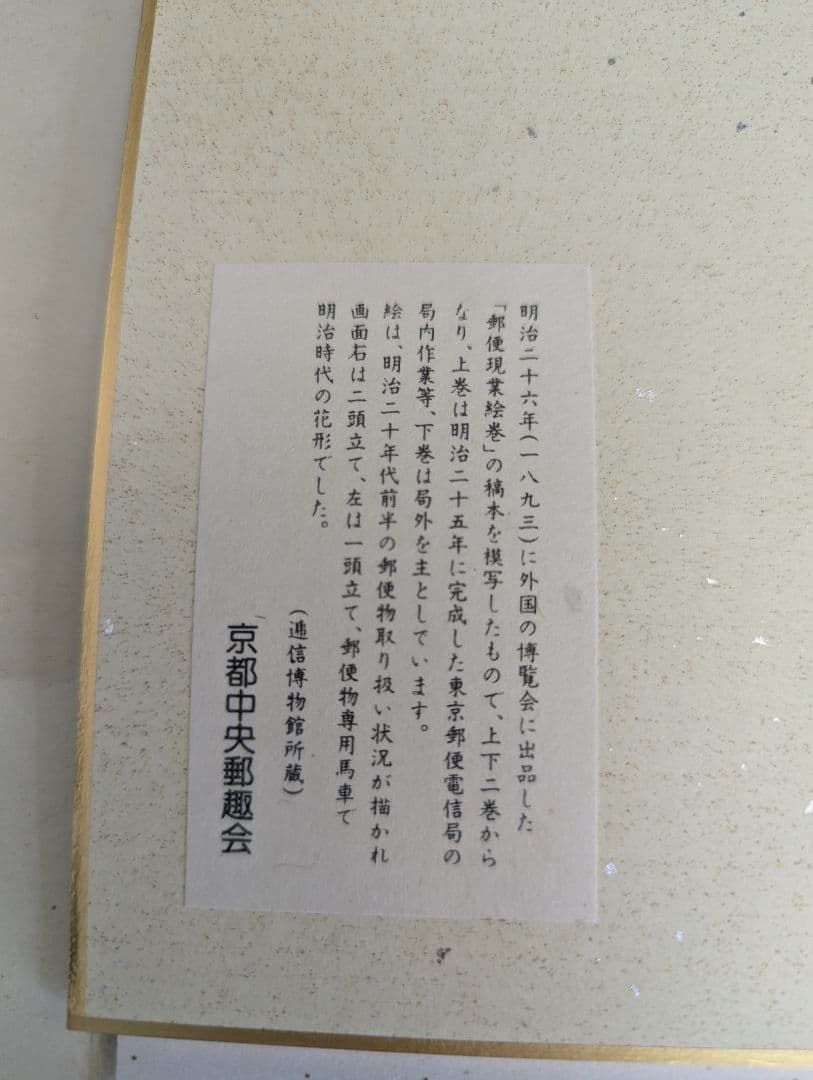 明治二十六年(一八九三)に外国の博覧会に出品した
「郵便現業絵巻」の稿本を模写したもので、上下二巻から
なり、上巻は明治二十五年に完成した東京郵便電信局の
局内作業等、下巻は局外を主としています。
絵は、明治二十年代前半の郵便物取り扱い状況が描かれ
画面右は二頭立て、左は一頭立て、郵便物専用馬車で
明治時代の花形でした。
(逓信博物館所蔵)
京都中央郵趣会